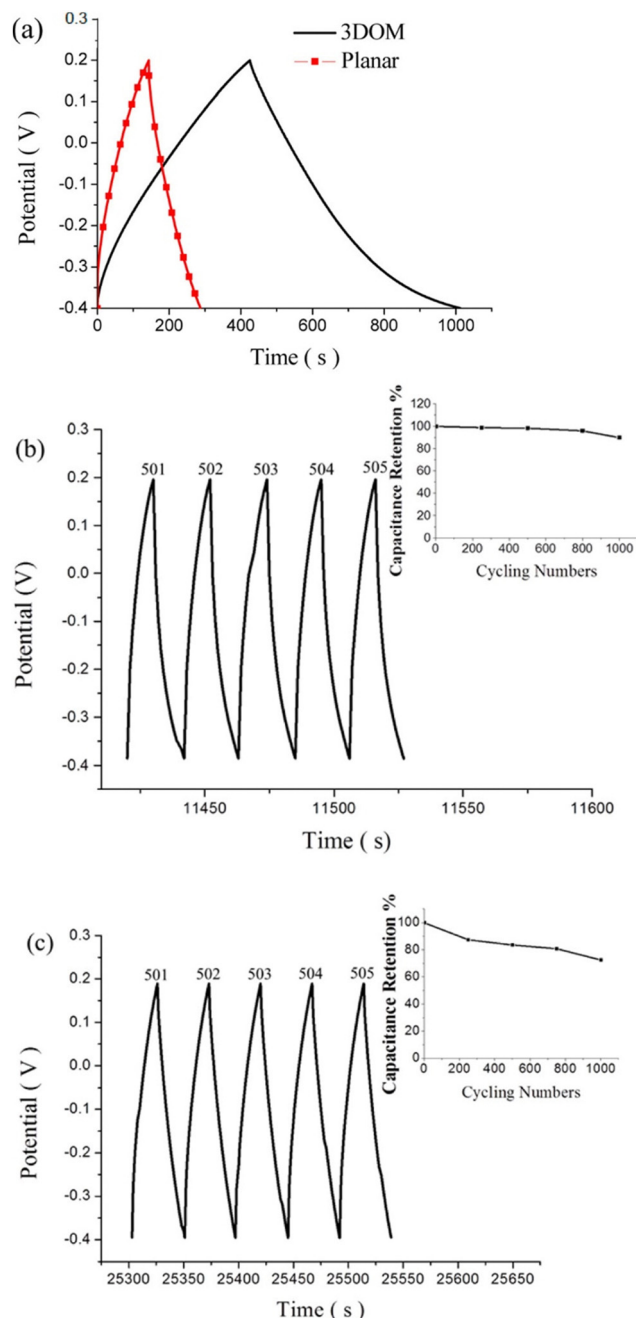 (a)
3DOM
Planar
0.3
0.2
0.1
0.0
-0.1
-0.2
-0.3
-0.4
Potential ( V )
0 200 400 600 800 1000
Time ( s )
(b)
0.3
0.2
0.1
0.0
-0.1
-0.2
-0.3
-0.4
Potential (V)
501 502 503 504 505
11450 11500 11550 11600
Time ( s)
Capacitance Retention %
120
100
80
60
40
20
0
0 200 400 600 800 1000
Cycling Numbers
(c)
0.3
0.2
0.1
0.0
-0.1
-0.2
-0.3
-0.4
Potential ( V )
501 502 503 504 505
25300 25350 25400 25450 25500 25550 25600 25650
Time ( s )
Capacitance Retention %
100
80
60
40
20
0
0 200 400 600 800 1000
Cycling Numbers